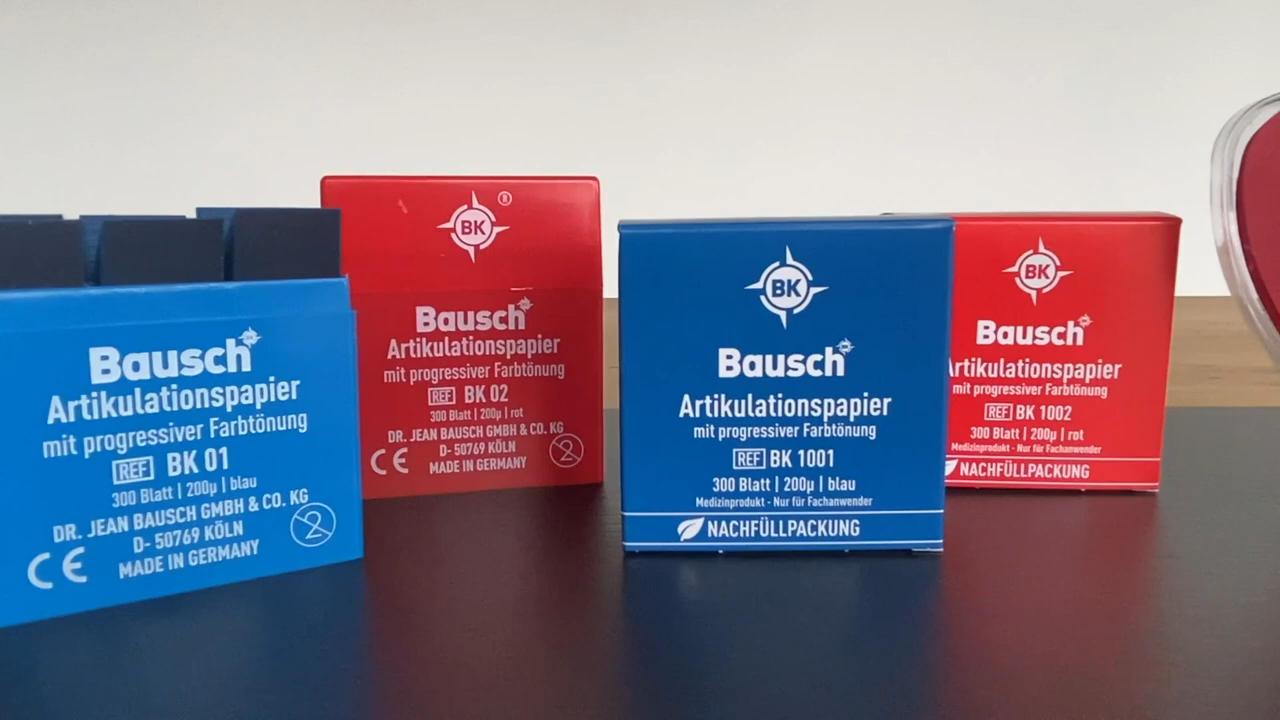 Bausch
Artikulationspapier
mit progressiver Farbtönung
REF BK 01
300 Blatt | 200µ | blau
DR. JEAN BAUSCH GMBH & CO. KG
D- 50769 KÖLN
MADE IN GERMANY
CE
2
BK
®
Bausch
Artikulationspapier
mit progressiver Farbtönung
REF BK 02
300 Blatt | 200µ | rot
DR. JEAN BAUSCH GMBH & CO. KG
D- 50769 KÖLN
MADE IN GERMANY
CE
2
BK
Bausch
Artikulationspapier
mit progressiver Farbtönung
REF BK 1001
300 Blatt | 200µ | blau
Medizinprodukt - Nur für Fachanwender
NACHFÜLLPACKUNG
BK
Bausch
Artikulationspapier
mit progressiver Farbtönung
REF BK 1002
300 Blatt | 200µ | rot
Medizinprodukt - Nur für Fachanwender
NACHFÜLLPACKUNG